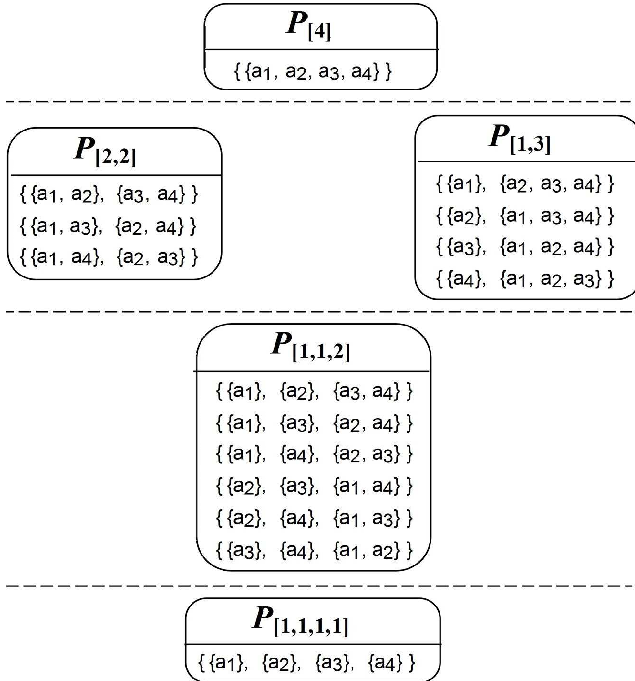 P[4]
{ {a1, a2, a3, a4} }
P[2,2]
{ {a1, a2}, {a3, a4} }
{ {a1, a3}, {a2, a4} }
{ {a1, a4}, {a2, a3} }
P[1,3]
{ {a1}, {a2, a3, a4} }
{ {a2}, {a1, a3, a4} }
{ {a3}, {a1, a2, a4} }
{ {a4}, {a1, a2, a3} }
P[1,1,2]
{ {a1}, {a2}, {a3, a4} }
{ {a1}, {a3}, {a2, a4} }
{ {a1}, {a4}, {a2, a3} }
{ {a2}, {a3}, {a1, a4} }
{ {a2}, {a4}, {a1, a3} }
{ {a3}, {a4}, {a1, a2} }
P[1,1,1,1]
{ {a1}, {a2}, {a3}, {a4} }